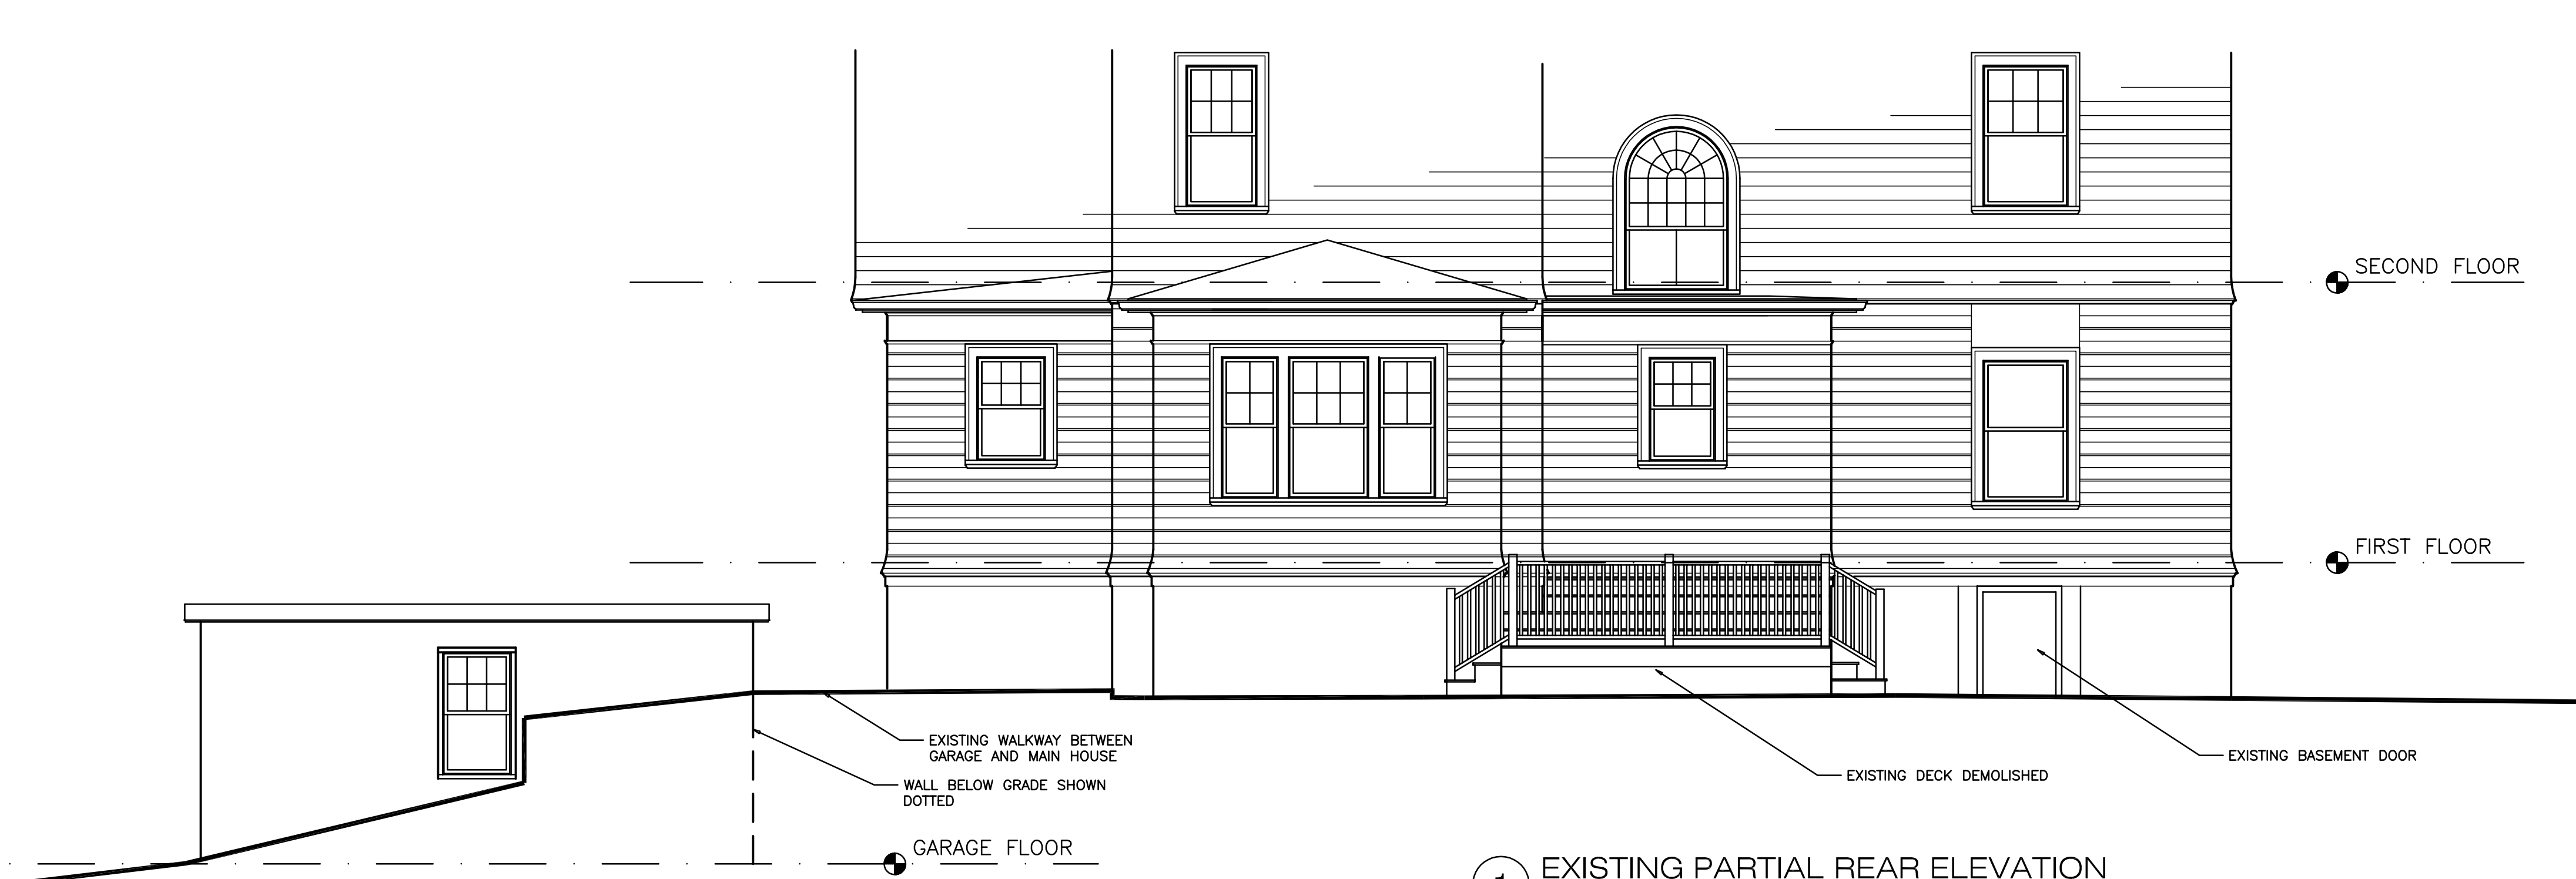 SECOND FLOOR
FIRST FLOOR
EXISTING WALKWAY BETWEEN
GARAGE AND MAIN HOUSE
WALL BELOW GRADE SHOWN
DOTTED
EXISTING DECK DEMOLISHED
EXISTING BASEMENT DOOR
GARAGE FLOOR
1
EXISTING PARTIAL REAR ELEVATION